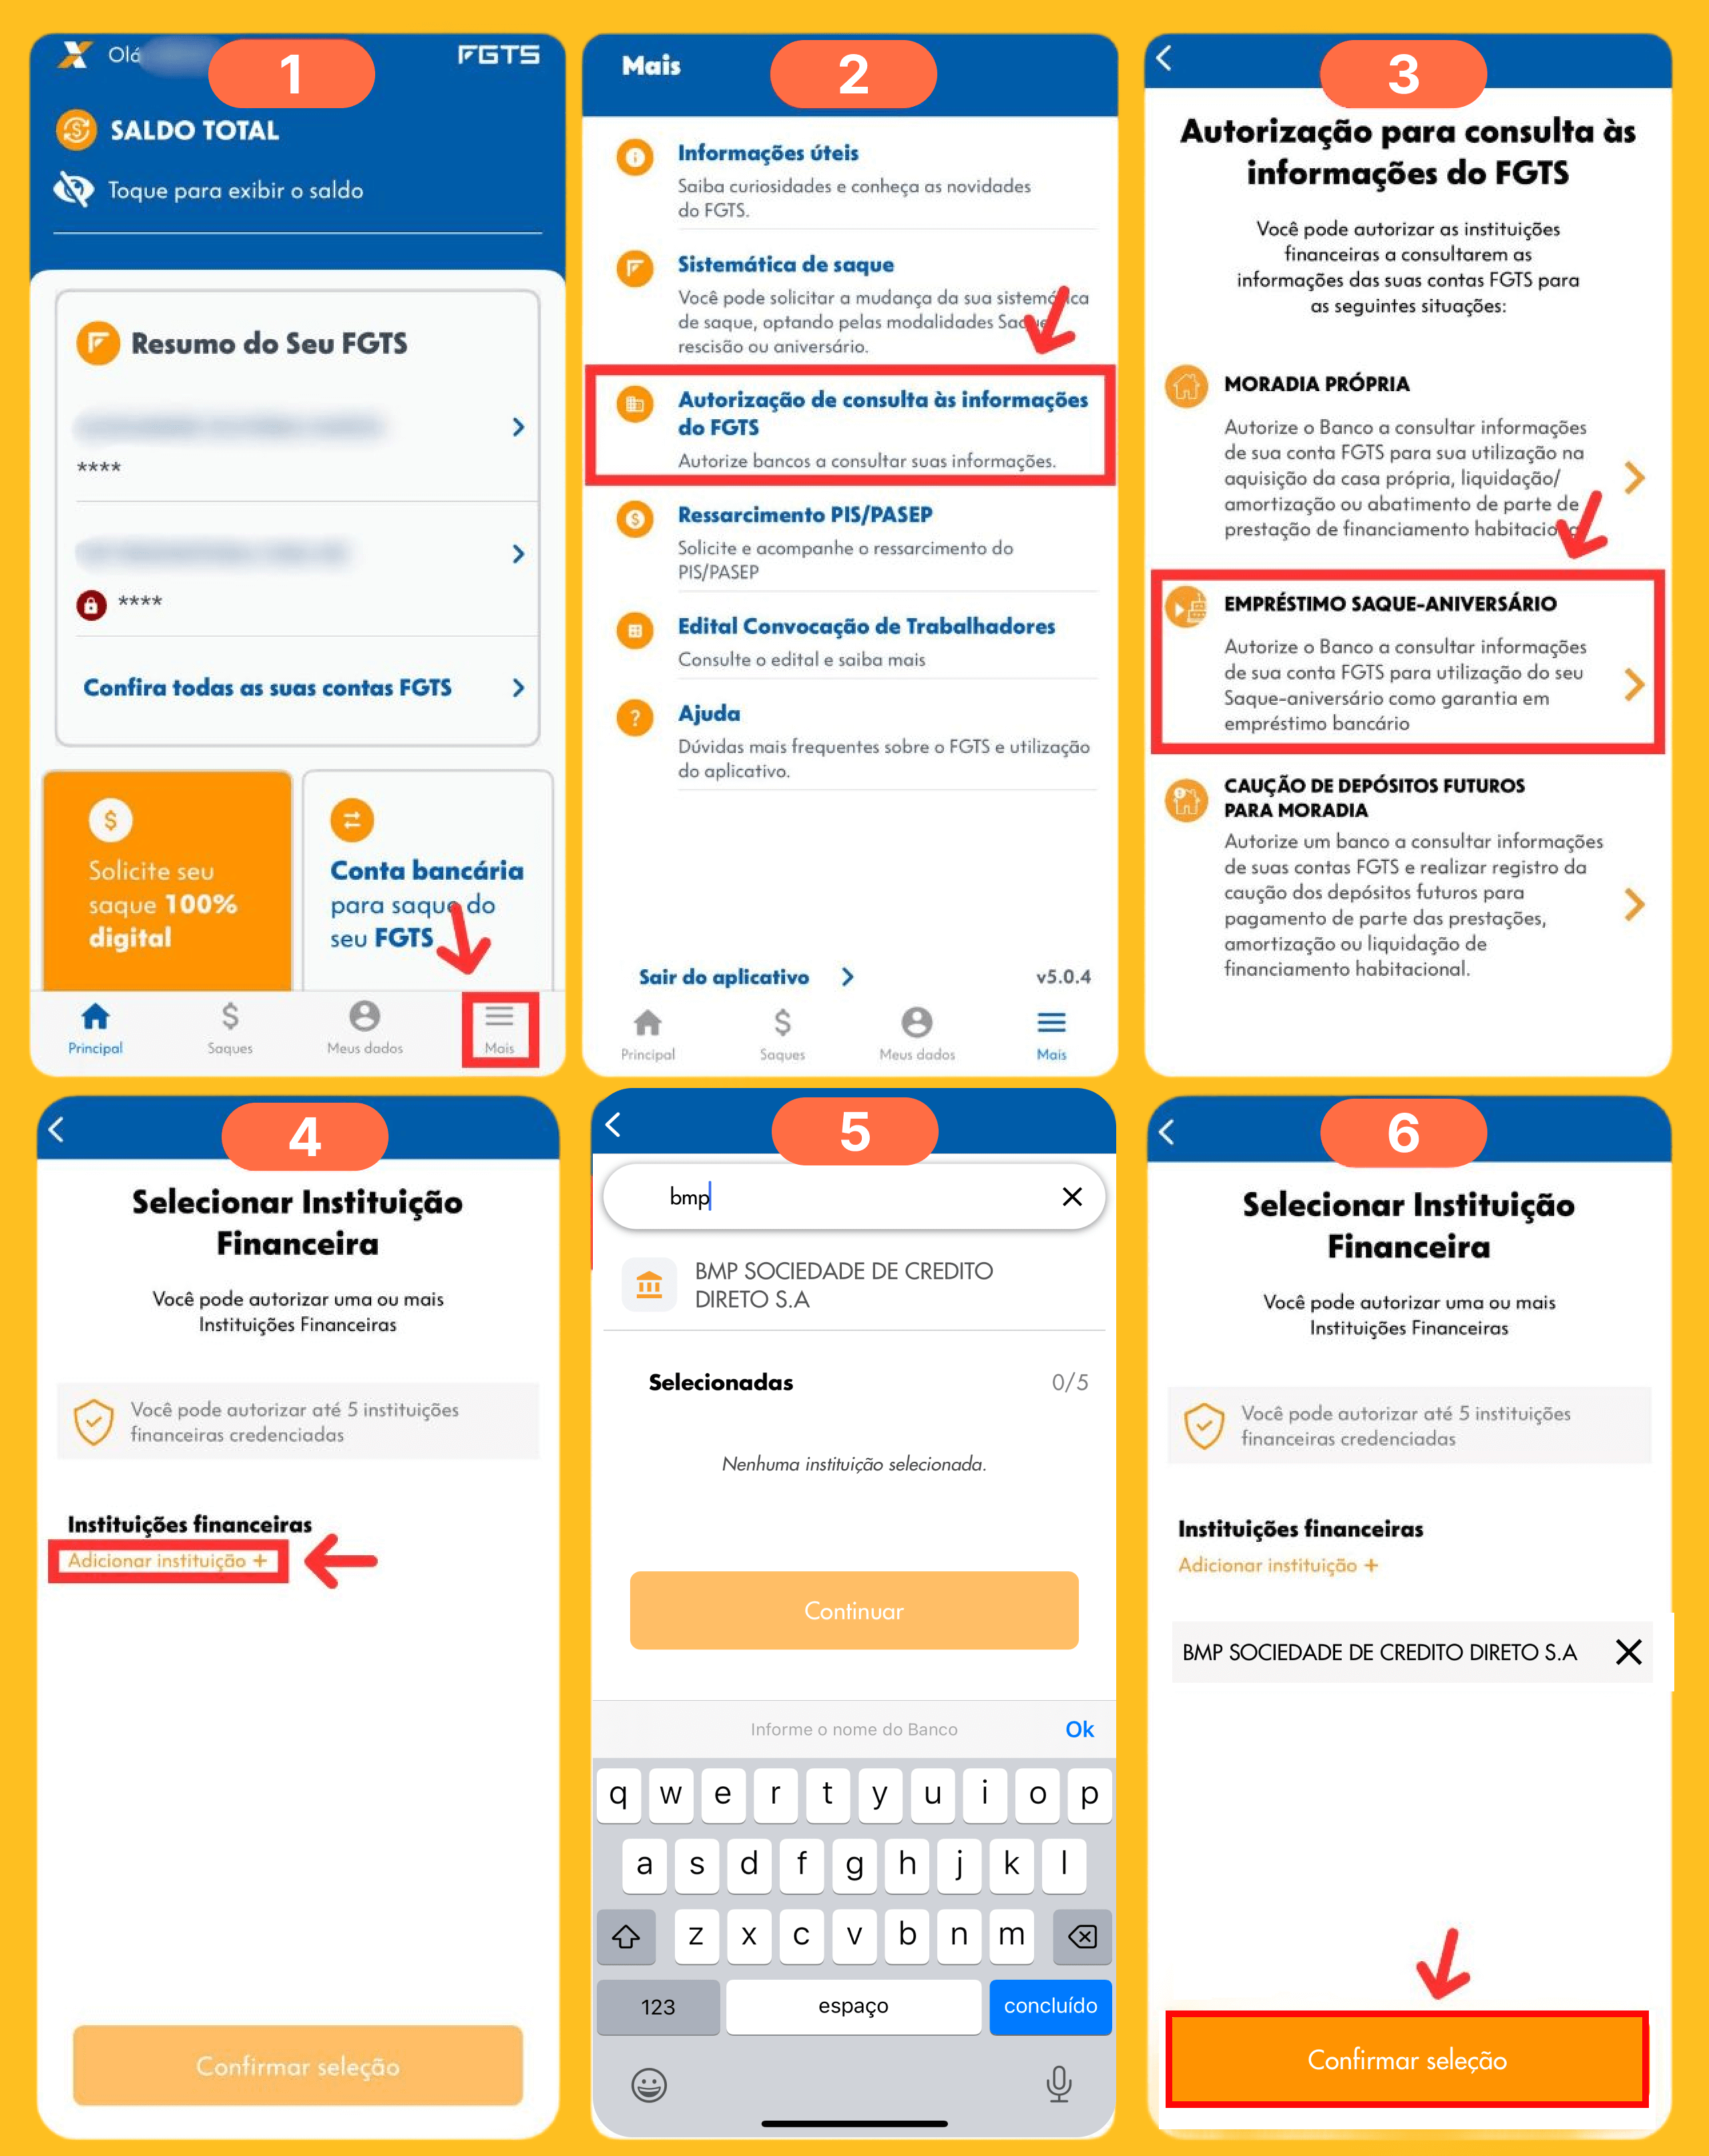 Olá
1
FGTS
SALDO TOTAL
Toque para exibir o saldo
Resumo do Seu FGTS
****
****
Confira todas as suas contas FGTS
Solicite seu
saque 100%
digital
Conta bancária
para saque do
seu FGTS
Principal
Saques
Meus dados
Mais
Mais
2
Informações úteis
Saiba curiosidades e conheça as novidades
do FGTS.
Sistemática de saque
Você pode solicitar a mudança da sua sistemática
de saque, optando pelas modalidades Saque
rescisão ou aniversário.
Autorização de consulta às informações
do FGTS
Autorize bancos a consultar suas informações.
Ressarcimento PIS/PASEP
Solicite e acompanhe o ressarcimento do
PIS/PASEP
Edital Convocação de Trabalhadores
Consulte o edital e saiba mais
Ajuda
Dúvidas mais frequentes sobre o FGTS e utilização
do aplicativo.
Sair do aplicativo
v5.0.4
Principal
Saques
Meus dados
Mais
3
Autorização para consulta às
informações do FGTS
Você pode autorizar as instituições
financeiras a consultarem as
informações das suas contas FGTS para
as seguintes situações:
MORADIA PRÓPRIA
Autorize o Banco a consultar informações
de sua conta FGTS para sua utilização na
aquisição da casa própria, liquidação/
amortização ou abatimento de parte de
prestação de financiamento
EMPRÉSTIMO SAQUE-ANIVERSÁRIO
Autorize o Banco a consultar informações
de sua conta FGTS para utilização do seu
Saque-aniversário como garantia em
empréstimo bancário
CAUÇÃO DE DEPÓSITOS FUTUROS
PARA MORADIA
Autorize um banco a consultar informações
de suas contas FGTS e realizar registro da
caução dos depósitos futuros para
pagamento de parte das prestações,
amortização ou liquidação de
financiamento habitacional.
4
Selecionar Instituição
Financeira
Você pode autorizar uma ou mais
Instituições Financeiras
Você pode autorizar até 5 instituições
financeiras credenciadas
Instituições financeiras
Adicionar instituição +
Confirmar seleção
5
bmp
BMP SOCIEDADE DE CREDITO
DIRETO S.A
Selecionadas
0/5
Nenhuma instituição selecionada.
Continuar
Informe o nome do Banco
Ok
q w e r t y u i o p
a s d f g h j k l
z x c v b n m
123
espaço
concluído
6
Selecionar Instituição
Financeira
Você pode autorizar uma ou mais
Instituições Financeiras
Você pode autorizar até 5 instituições
financeiras credenciadas
Instituições financeiras
Adicionar instituição +
BMP SOCIEDADE DE CREDITO DIRETO S.A
Confirmar seleção